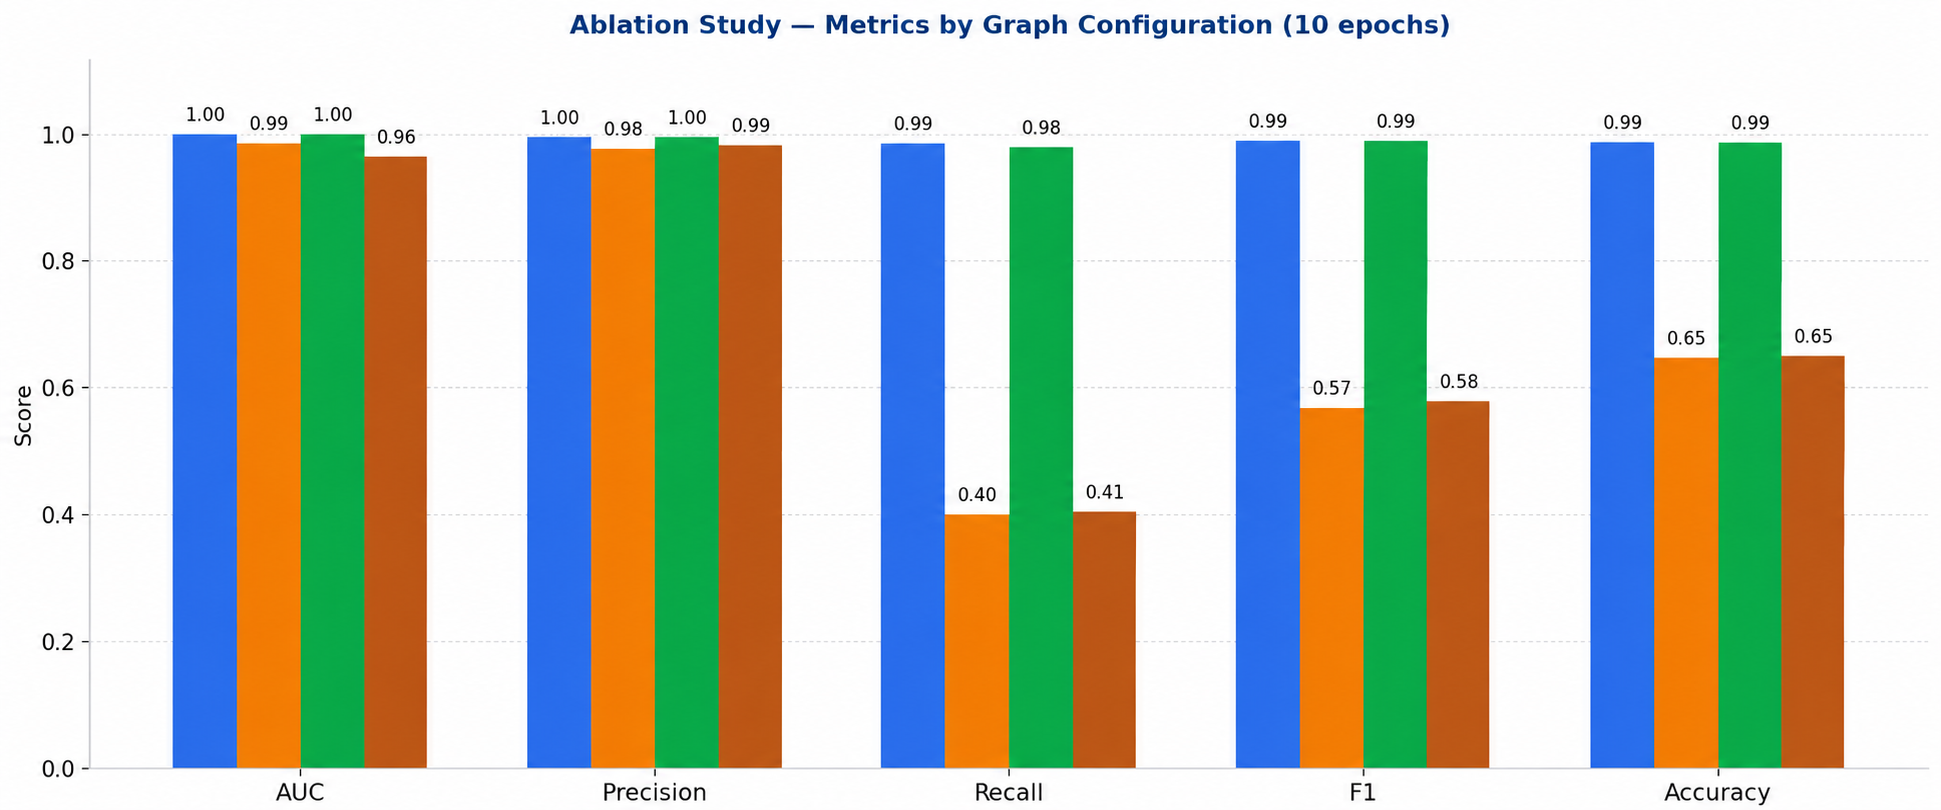 Ablation Study — Metrics by Graph Configuration (10 epochs)
Score
1.0
0.8
0.6
0.4
0.2
0.0
1.00 0.99 1.00 0.96
1.00 0.98 1.00 0.99
0.99 0.40 0.98 0.41
0.99 0.57 0.99 0.58
0.99 0.65 0.99 0.65
AUC Precision Recall F1 Accuracy